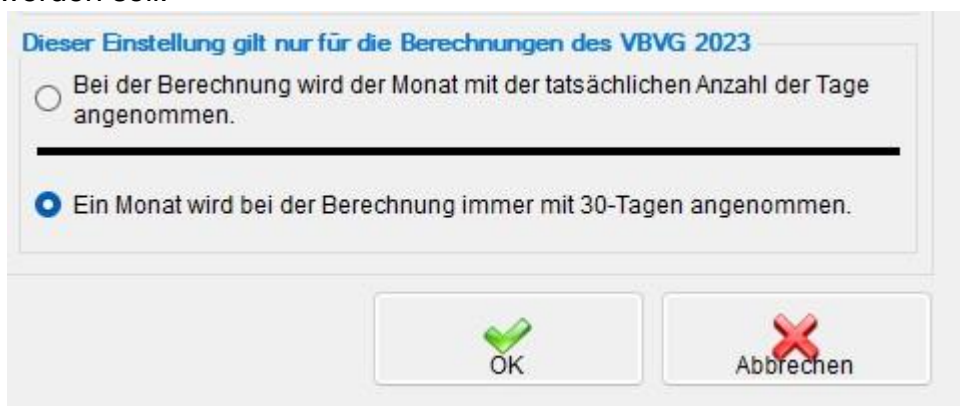 Dieser Einstellung gilt nur für die Berechnungen des VBVG 2023
Bei der Berechnung wird der Monat mit der tatsächlichen Anzahl der Tage
angenommen.
Ein Monat wird bei der Berechnung immer mit 30-Tagen angenommen.
OK
Abbrechen